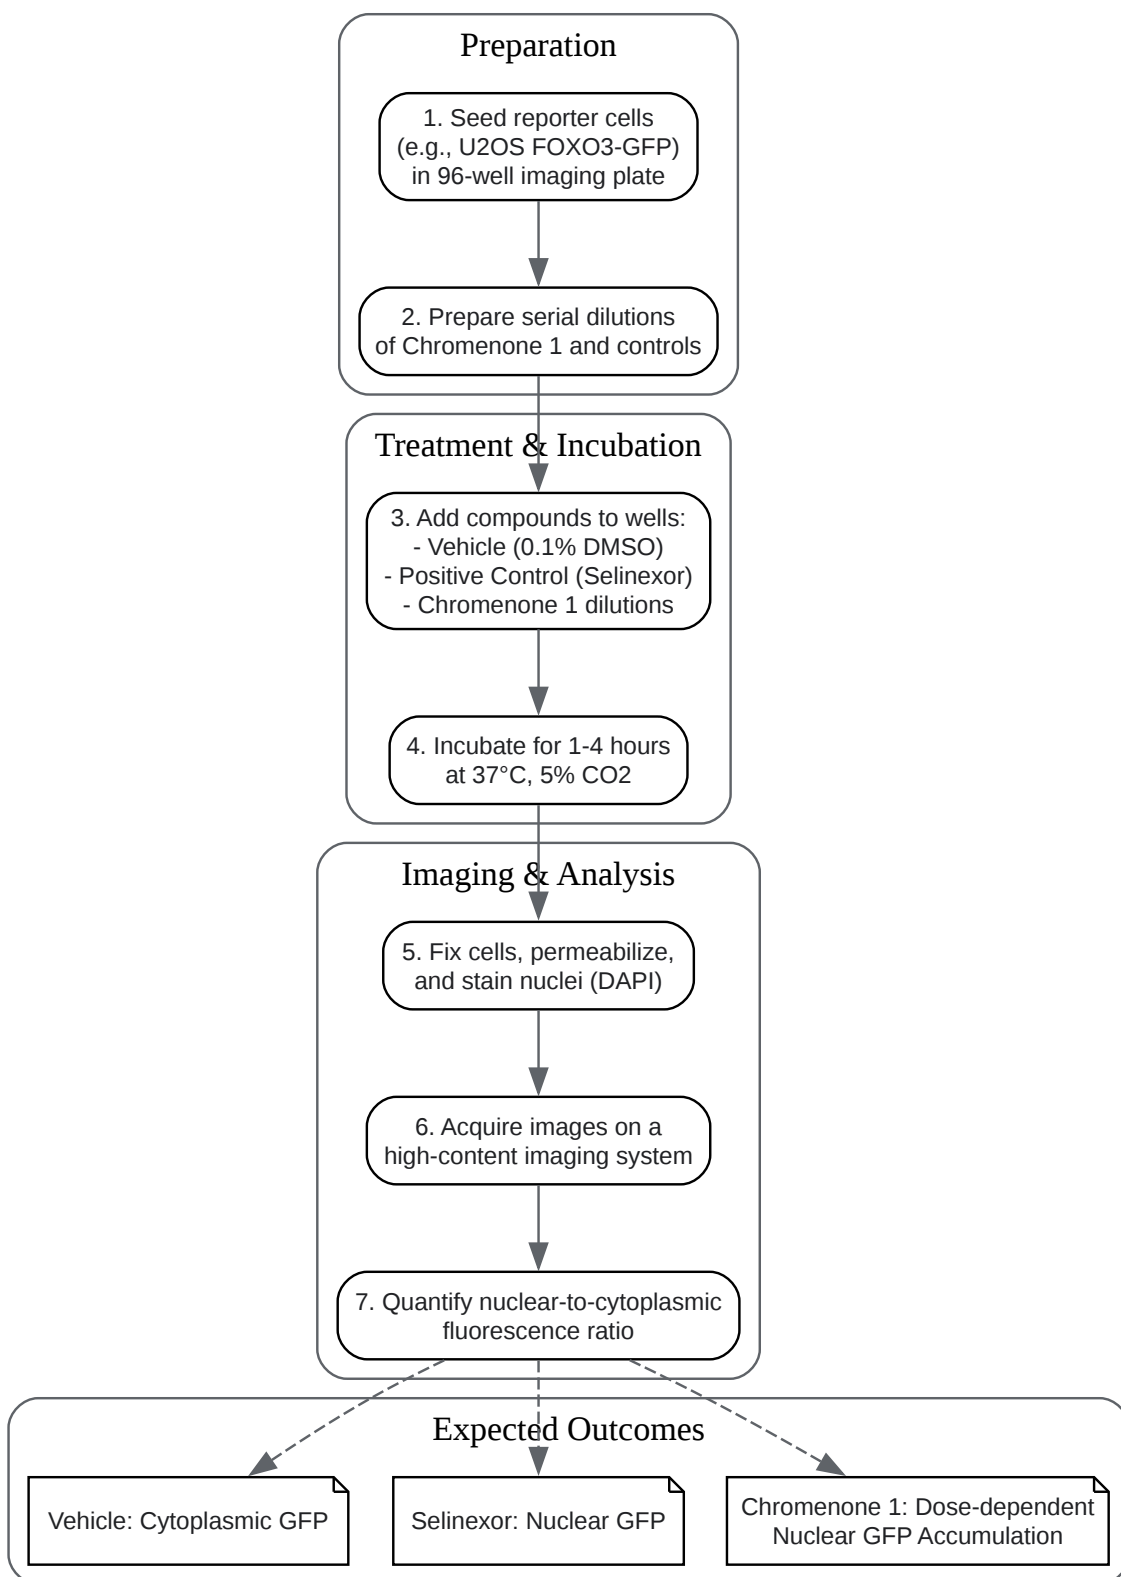 Preparation
1. Seed reporter cells
(e.g., U2OS FOXO3-GFP)
in 96-well imaging plate
2. Prepare serial dilutions
of Chromenone 1 and controls
Treatment & Incubation
3. Add compounds to wells:
- Vehicle (0.1% DMSO)
- Positive Control (Selinexor)
- Chromenone 1 dilutions
4. Incubate for 1-4 hours
at 37°C, 5% CO2
Imaging & Analysis
5. Fix cells, permeabilize,
and stain nuclei (DAPI)
6. Acquire images on a
high-content imaging system
7. Quantify nuclear-to-cytoplasmic
fluorescence ratio
Expected Outcomes
Vehicle: Cytoplasmic GFP
Selinexor: Nuclear GFP
Chromenone 1: Dose-dependent
Nuclear GFP Accumulation